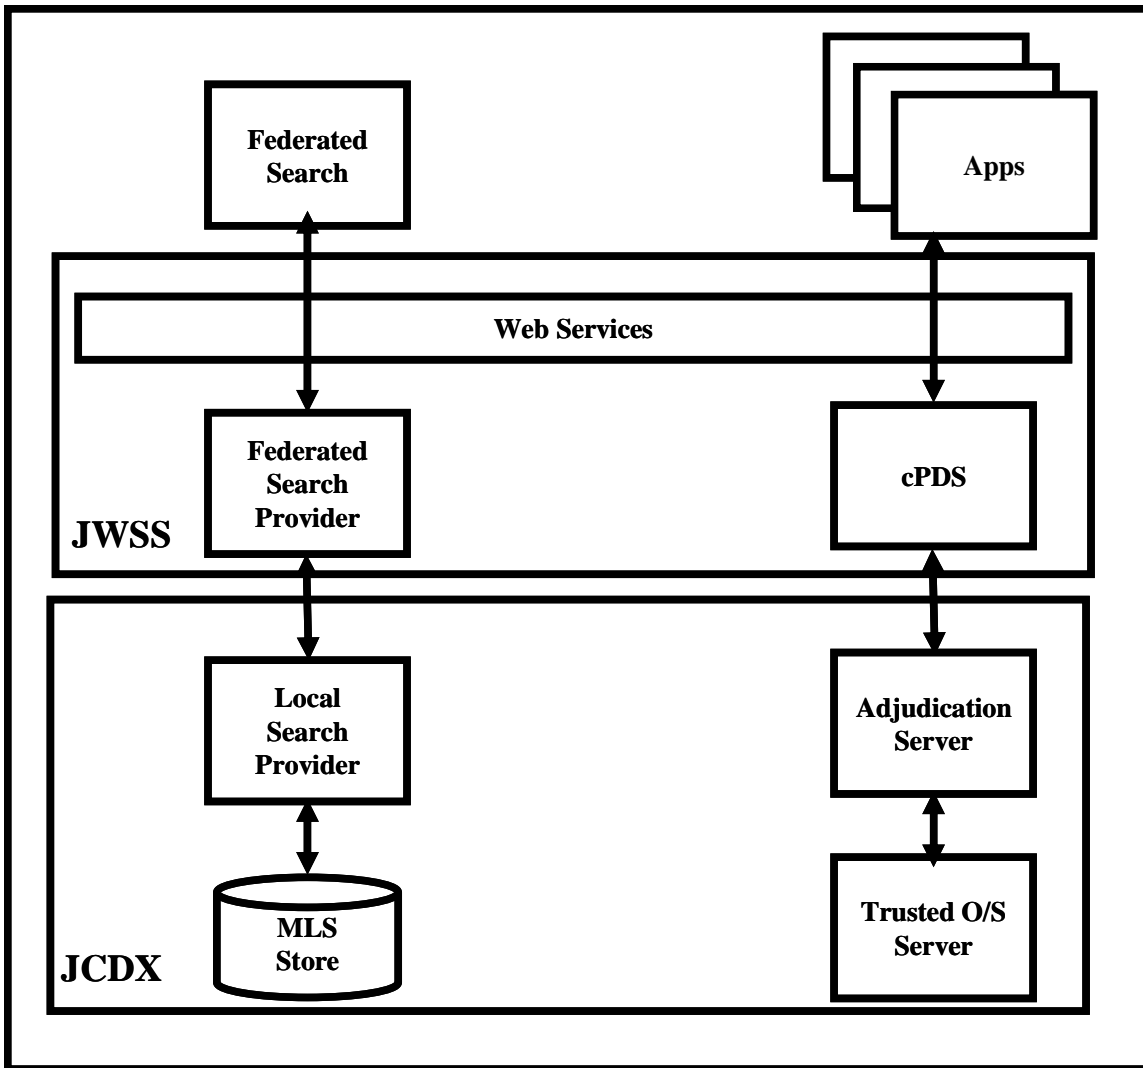 Federated
Search
Apps
Web Services
Federated
Search
Provider
cPDS
JWSS
Local
Search
Provider
Adjudication
Server
MLS
Store
Trusted O/S
Server
JCDX